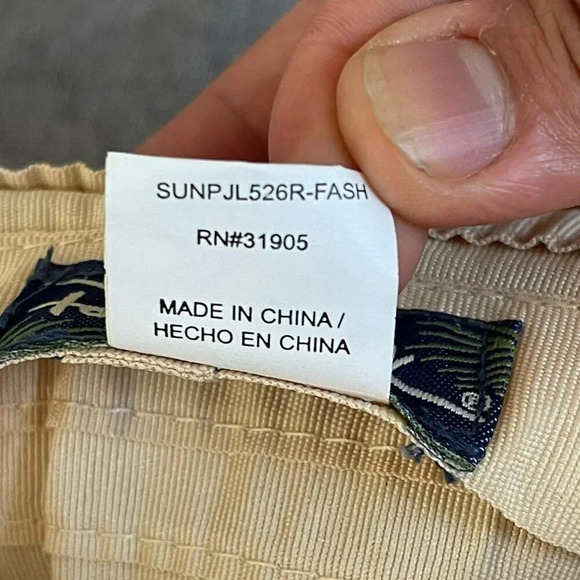 SUNPJL526R-FASH
RN#31905
MADE IN CHINA /
HECHO EN CHINA
®